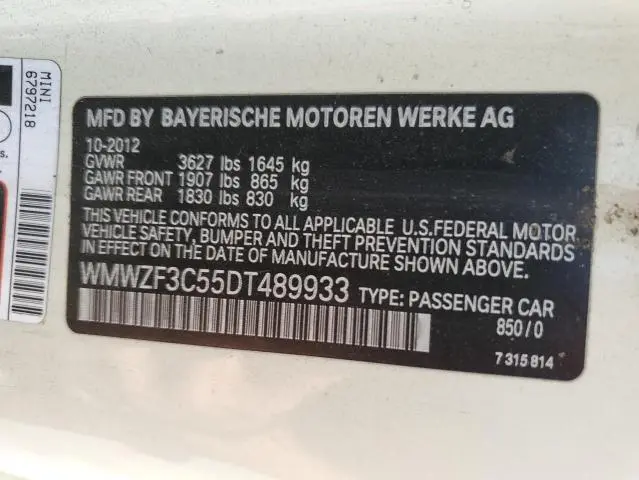 MINI
6797218
s.
MFD BY BAYERISCHE MOTOREN WERKE AG
10-2012
GVWR 3627 lbs 1645 kg
GAWR FRONT 1907 lbs 865 kg
GAWR REAR 1830 lbs 830 kg
THIS VEHICLE CONFORMS TO ALL APPLICABLE U.S.FEDERAL MOTOR
VEHICLE SAFETY, BUMPER AND THEFT PREVENTION STANDARDS
IN EFFECT ON THE DATE OF MANUFACTURE SHOWN ABOVE.
WMWZF3C55DT489933 TYPE: PASSENGER CAR
850/0
7 315 814